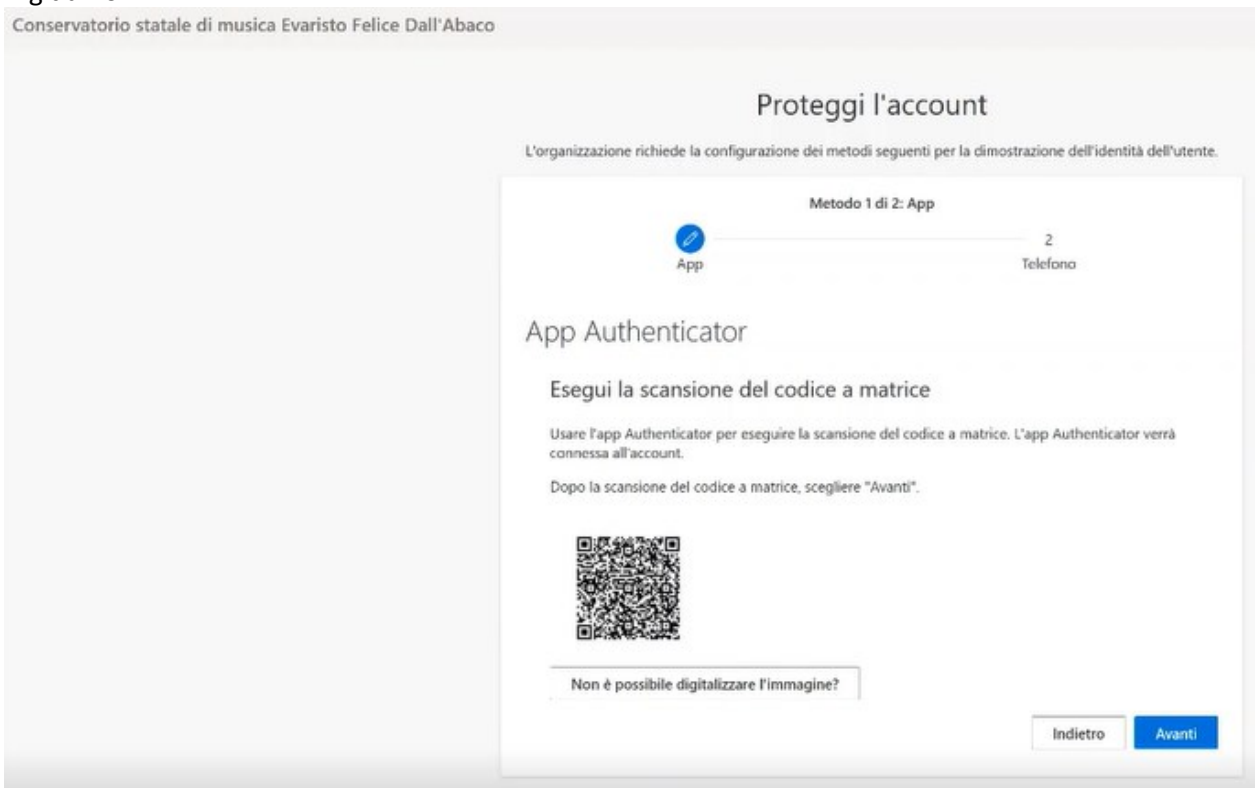 Conservatorio statale di musica Evaristo Felice Dall'Abaco
Proteggi l'account
L'organizzazione richiede la configurazione dei metodi seguenti per la dimostrazione dell'identità dell'utente.
Metodo 1 di 2: App
2
App
Telefono
App Authenticator
Esegui la scansione del codice a matrice
Usare l'app Authenticator per eseguire la scansione del codice a matrice. L'app Authenticator verrà
connessa all'account.
Dopo la scansione del codice a matrice, scegliere "Avanti".
Non è possibile digitalizzare l'immagine?
Indietro
Avanti